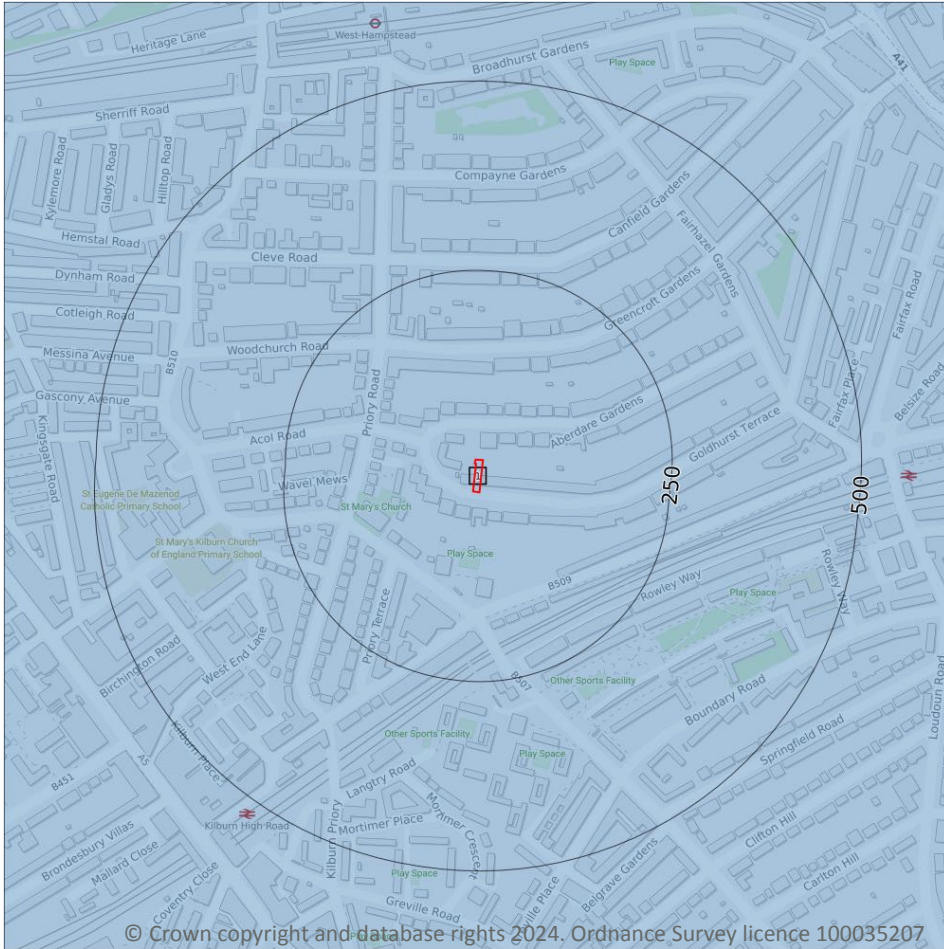 Heritage Lane
West Hampstead
Broadhurst Gardens
Play Space
A41
Sherriff Road
Kylemore Road
Gladys Road
Hilltop Road
Compayne Gardens
Canfield Gardens
Fairhazel Gardens
Hemstal Road
Cleve Road
Dynham Road
Greencroft Gardens
Cotleigh Road
Fairfax Road
Messina Avenue
B510
Woodchurch Road
Priory Road
Fairfax Place
Belsize Road
Gascony Avenue
Kingsgate Road
Acol Road
Aberdare Gardens
Goldhurst Terrace
Wavel Mews
250
500
St Eugene De Mazenod
Catholic Primary School
St Mary's Church
St Mary's Kilburn Church
of England Primary School
Play Space
B509
Rowley Way
Rowley Way
Play Space
Priory Terrace
West End Lane
Birchington Road
B507
Other Sports Facility
Boundary Road
Loudoun Road
Springfield Road
Kilburn Place
A5
Other Sports Facility
Play Space
B451
Langtry Road
Kilburn High Road
Kilburn Priory
Mortimer Place
Mortimer Crescent
Clifton Hill
Brondesbury Villas
Mallard Close
Coventry Close
Play Space
Belgrave Gardens
Carlton Hill
Greville Road
ville Place
© Crown copyright and database rights 2024. Ordnance Survey licence 100035207